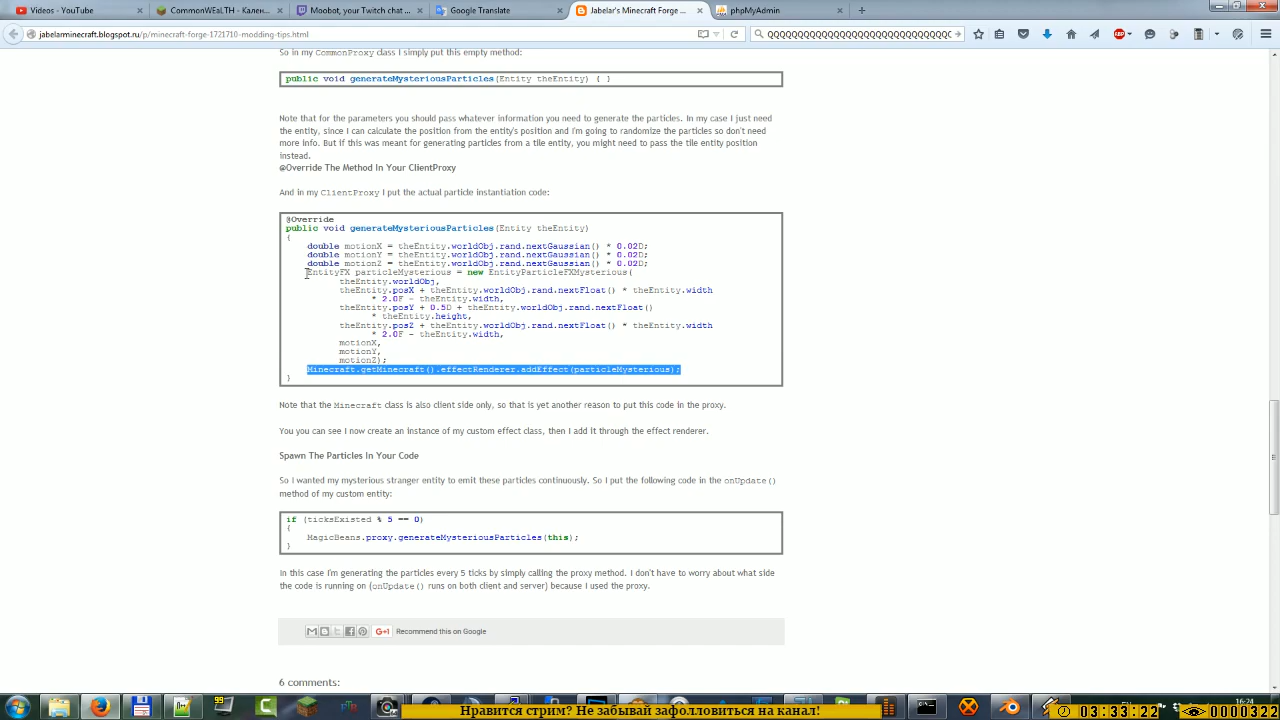 Videos - YouTube
CommonWEaLTH - Кален...
Moobot, your Twitch chat ...
Google Translate
Jabelar's Minecraft Forge ...
phpMyAdmin
jabelarminecraft.blogspot.ru/p/minecraft-forge-1721710-modding-tips.html
So in my CommonProxy class I simply put this empty method:
public void generateMysteriousParticles(Entity theEntity) { }
Note that for the parameters you should pass whatever information you need to generate the particles. In my case I just need
the entity, since I can calculate the position from the entity's position and I'm going to randomize the particles so don't need
more info. But if this was meant for generating particles from a tile entity, you might need to pass the tile entity position
instead.
@Override The Method In Your ClientProxy
And in my ClientProxy I put the actual particle instantiation code:
@Override
public void generateMysteriousParticles(Entity theEntity)
{
double motionX = theEntity.worldObj.rand.nextGaussian() * 0.02D;
double motionY = theEntity.worldObj.rand.nextGaussian() * 0.02D;
double motionZ = theEntity.worldObj.rand.nextGaussian() * 0.02D;
EntityFX particleMysterious = new EntityParticleFXMysterious(
theEntity.worldObj,
theEntity.posX + theEntity.worldObj.rand.nextFloat() * theEntity.width
* 2.0F - theEntity.width,
theEntity.posY + 0.5D + theEntity.worldObj.rand.nextFloat()
* theEntity.height,
theEntity.posZ + theEntity.worldObj.rand.nextFloat() * theEntity.width
* 2.0F - theEntity.width,
motionX,
motionY,
motionZ);
Minecraft.getMinecraft().effectRenderer.addEffect(particleMysterious);
}
Note that the Minecraft class is also client side only, so that is yet another reason to put this code in the proxy.
You you can see I now create an instance of my custom effect class, then I add it through the effect renderer.
Spawn The Particles In Your Code
So I wanted my mysterious stranger entity to emit these particles continuously. So I put the following code in the onUpdate()
method of my custom entity:
if (ticksExisted % 5 == 0)
{
MagicBeans.proxy.generateMysteriousParticles(this);
}
In this case I'm generating the particles every 5 ticks by simply calling the proxy method. I don't have to worry about what side
the code is running on (onUpdate() runs on both client and server) because I used the proxy.
G+1 Recommend this on Google
6 comments:
Нравится стрим? Не забывай зафолловиться на канал!
16:24
03:33:22
0000322